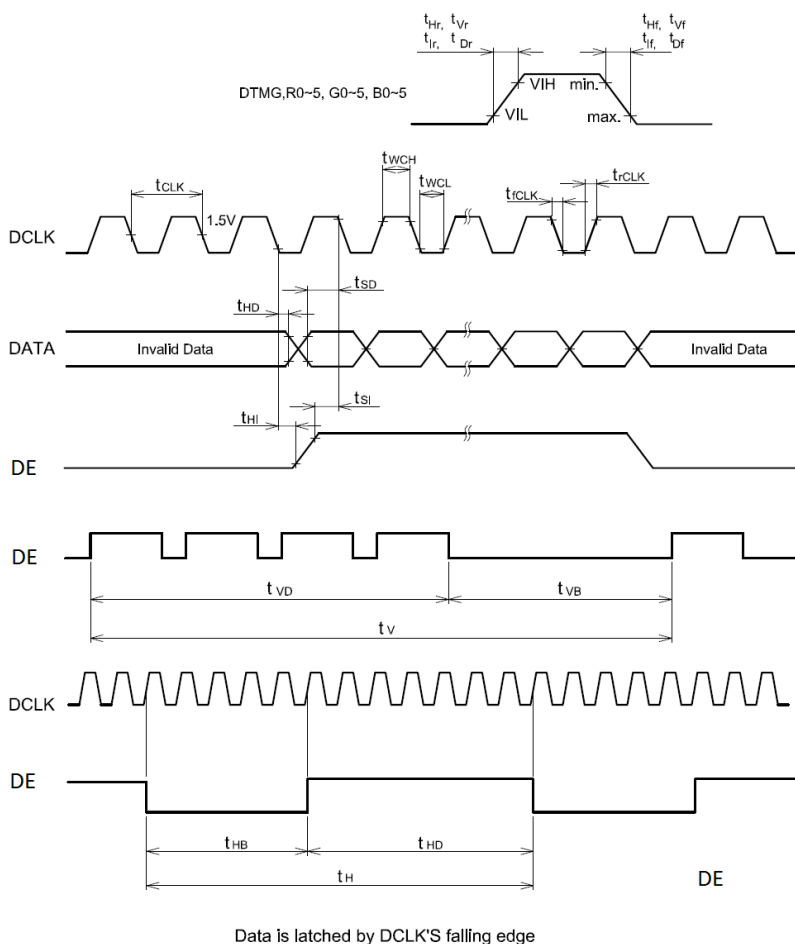 tHr, tVr
tIr, tDr
tHf, tVf
tIf, tDf
DTMG,R0~5, G0~5, B0~5
VIH
min.
VIL
max.
tWCH
tCLK
tWCL
trCLK
tfCLK
1.5V
DCLK
tSD
tHD
DATA
Invalid Data
Invalid Data
tSI
tHI
DE
DE
tVD
tVB
tV
DCLK
DE
tHB
tHD
tH
DE
Data is latched by DCLK'S falling edge